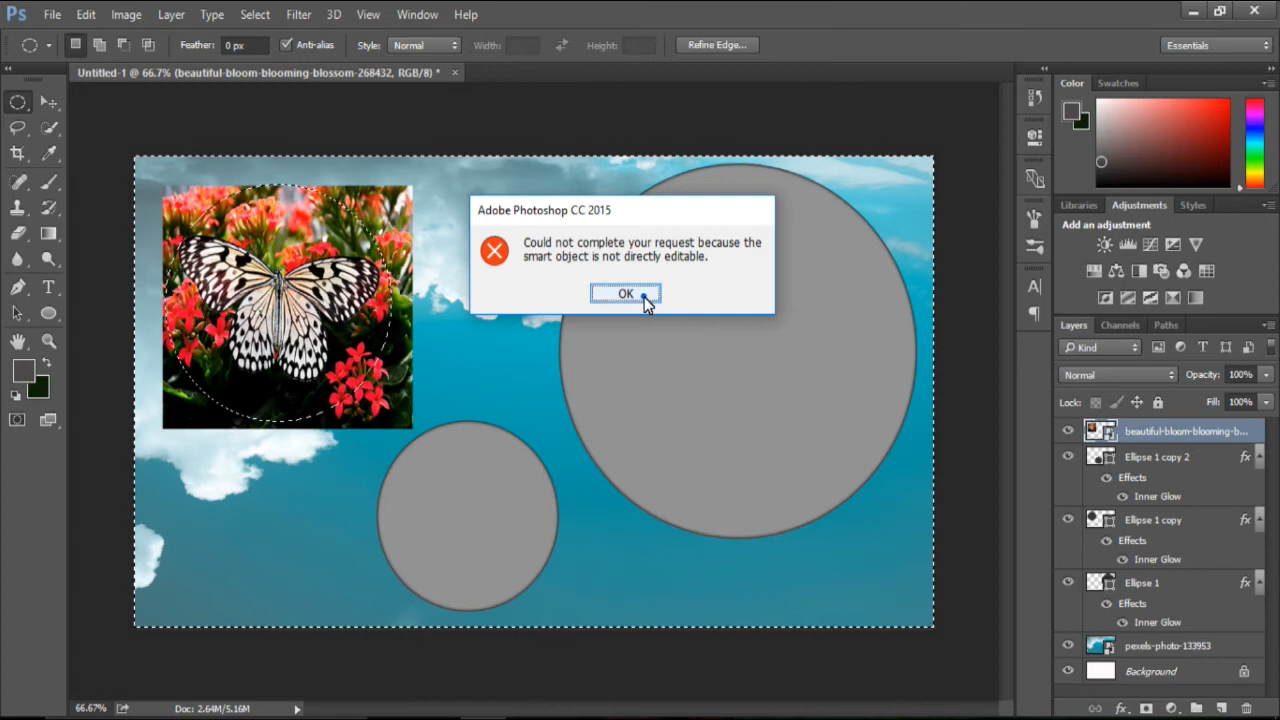 Ps File Edit Image Layer Type Select Filter 3D View Window Help
Feather: 0 px Anti-alias Style: Normal Width: Height: Refine Edge... Essentials
Untitled-1 @ 66.7% (beautiful-bloom-blooming-blossom-268432, RGB/8) * ×
Adobe Photoshop CC 2015
Could not complete your request because the
smart object is not directly editable.
OK
Color Swatches
Libraries Adjustments Styles
Add an adjustment
Layers Channels Paths
Kind
Normal Opacity: 100%
Lock: Fill: 100%
beautiful-bloom-blooming-b...
Ellipse 1 copy 2 fx
Effects
Inner Glow
Ellipse 1 copy fx
Effects
Inner Glow
Ellipse 1 fx
Effects
Inner Glow
pexels-photo-133953
Background
66.67% Doc: 2.64M/5.16M
fx